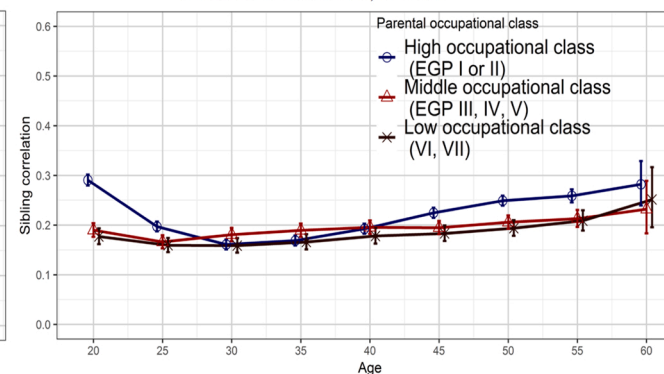 Parental occupational class
High occupational class
(EGP I or II)
Middle occupational class
(EGP III, IV, V)
Low occupational class
(VI, VII)
Sibling correlation
0.6
0.5
0.4
0.3
0.2
0.1
0.0
20 25 30 35 40 45 50 55 60
Age